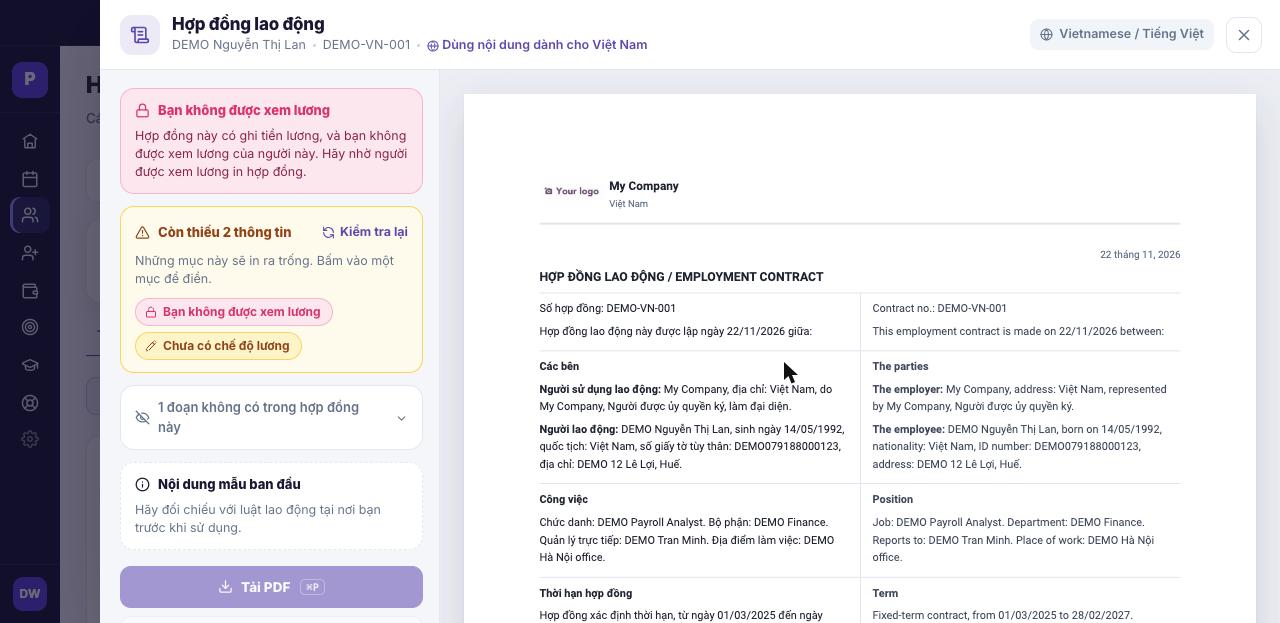 Hợp đồng lao động
DEMO Nguyễn Thị Lan • DEMO-VN-001 • Dùng nội dung dành cho Việt Nam
Vietnamese / Tiếng Việt
P
DW
Bạn không được xem lương
Hợp đồng này có ghi tiền lương, và bạn không
được xem lương của người này. Hãy nhờ người
được xem lương in hợp đồng.
Còn thiếu 2 thông tin
Kiểm tra lại
Những mục này sẽ in ra trống. Bấm vào một
mục để điền.
Bạn không được xem lương
Chưa có chế độ lương
1 đoạn không có trong hợp đồng
này
Nội dung mẫu ban đầu
Hãy đối chiếu với luật lao động tại nơi bạn
trước khi sử dụng.
Tải PDF ⌘P
Your logo
My Company
Việt Nam
22 tháng 11, 2026
HỢP ĐỒNG LAO ĐỘNG / EMPLOYMENT CONTRACT
Số hợp đồng: DEMO-VN-001
Hợp đồng lao động này được lập ngày 22/11/2026 giữa:
Contract no.: DEMO-VN-001
This employment contract is made on 22/11/2026 between:
Các bên
Người sử dụng lao động: My Company, địa chỉ: Việt Nam, do
My Company, Người được ủy quyền ký, làm đại diện.
Người lao động: DEMO Nguyễn Thị Lan, sinh ngày 14/05/1992,
quốc tịch: Việt Nam, số giấy tờ tùy thân: DEMO079188000123,
địa chỉ: DEMO 12 Lê Lợi, Huế.
The parties
The employer: My Company, address: Việt Nam, represented
by My Company, Người được ủy quyền ký.
The employee: DEMO Nguyễn Thị Lan, born on 14/05/1992,
nationality: Việt Nam, ID number: DEMO079188000123,
address: DEMO 12 Lê Lợi, Huế.
Công việc
Chức danh: DEMO Payroll Analyst. Bộ phận: DEMO Finance.
Quản lý trực tiếp: DEMO Tran Minh. Địa điểm làm việc: DEMO
Hà Nội office.
Position
Job: DEMO Payroll Analyst. Department: DEMO Finance.
Reports to: DEMO Tran Minh. Place of work: DEMO Hà Nội
office.
Thời hạn hợp đồng
Hợp đồng xác định thời hạn, từ ngày 01/03/2025 đến ngày
Term
Fixed-term contract, from 01/03/2025 to 28/02/2027.